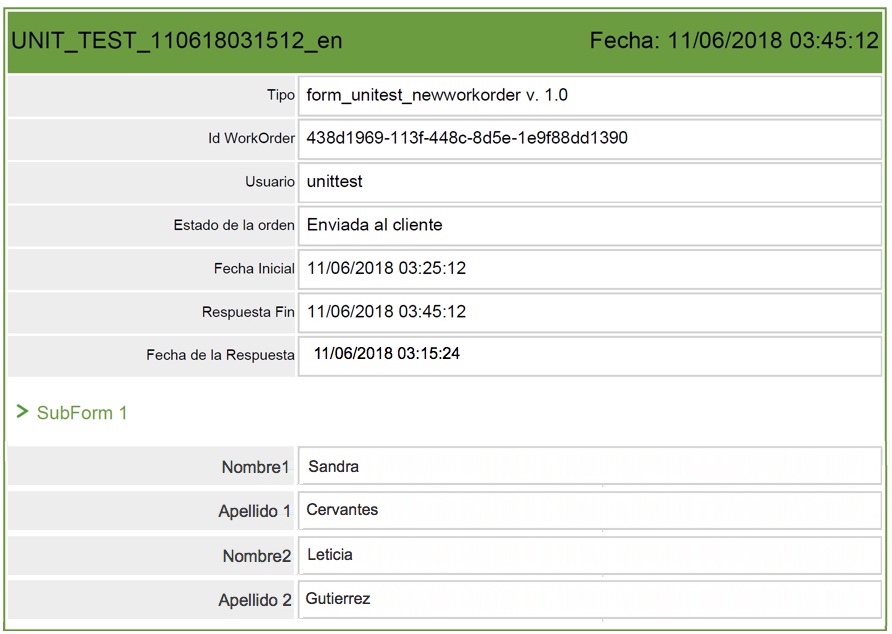 UNIT_TEST_110618031512_en Fecha: 11/06/2018 03:45:12
Tipo form_unitest_newworkorder v. 1.0
Id WorkOrder 438d1969-113f-448c-8d5e-1e9f88dd1390
Usuario unittest
Estado de la orden Enviada al cliente
Fecha Inicial 11/06/2018 03:25:12
Respuesta Fin 11/06/2018 03:45:12
Fecha de la Respuesta 11/06/2018 03:15:24
> SubForm 1
Nombre1 Sandra
Apellido 1 Cervantes
Nombre2 Leticia
Apellido 2 Gutierrez